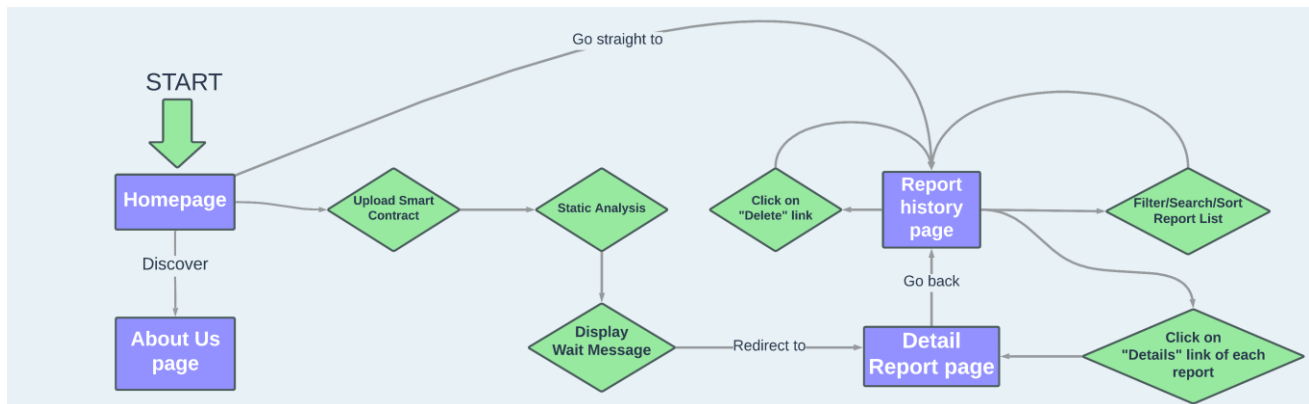 Go straight to
START
Homepage
Upload Smart
Contract
Static Analysis
Click on
"Delete" link
Report
history
page
Filter/Search/Sort
Report List
Discover
Go back
About Us
page
Display
Wait Message
Redirect to
Detail
Report page
Click on
"Details" link of each
report